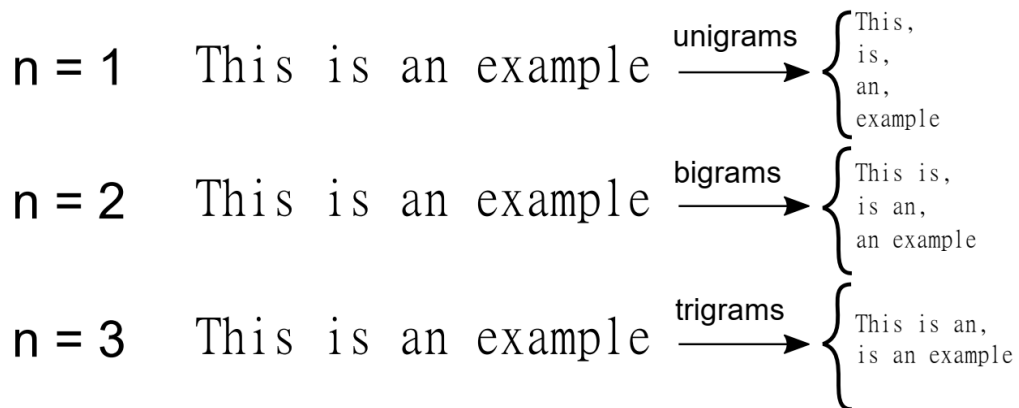 n = 1 This is an example unigrams
This,
is,
an,
example
n = 2 This is an example bigrams
This is,
is an,
an example
n = 3 This is an example trigrams
This is an,
is an example